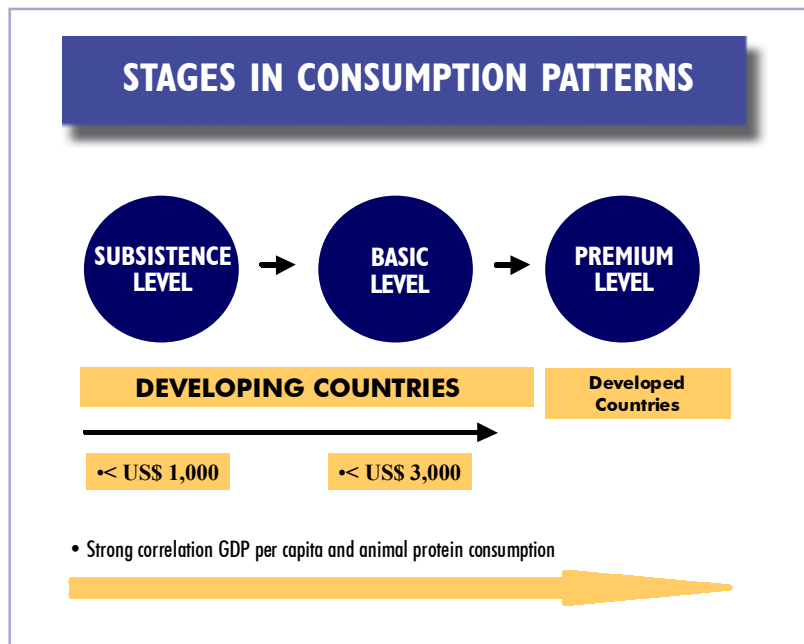 STAGES IN CONSUMPTION PATTERNS
SUBSISTENCE
LEVEL
BASIC
LEVEL
PREMIUM
LEVEL
DEVELOPING COUNTRIES
Developed
Countries
•< US$ 1,000
•< US$ 3,000
• Strong correlation GDP per capita and animal protein consumption